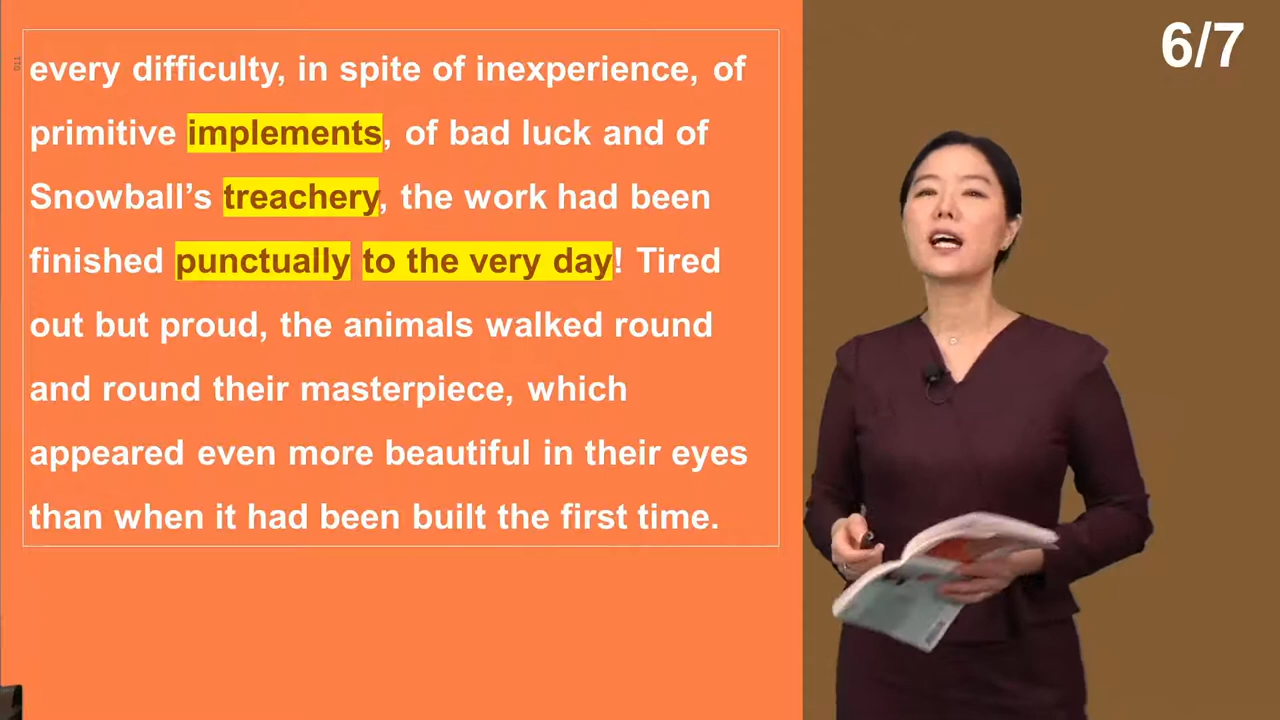 every difficulty, in spite of inexperience, of
primitive implements, of bad luck and of
Snowball’s treachery, the work had been
finished punctually to the very day! Tired
out but proud, the animals walked round
and round their masterpiece, which
appeared even more beautiful in their eyes
than when it had been built the first time.
6/7